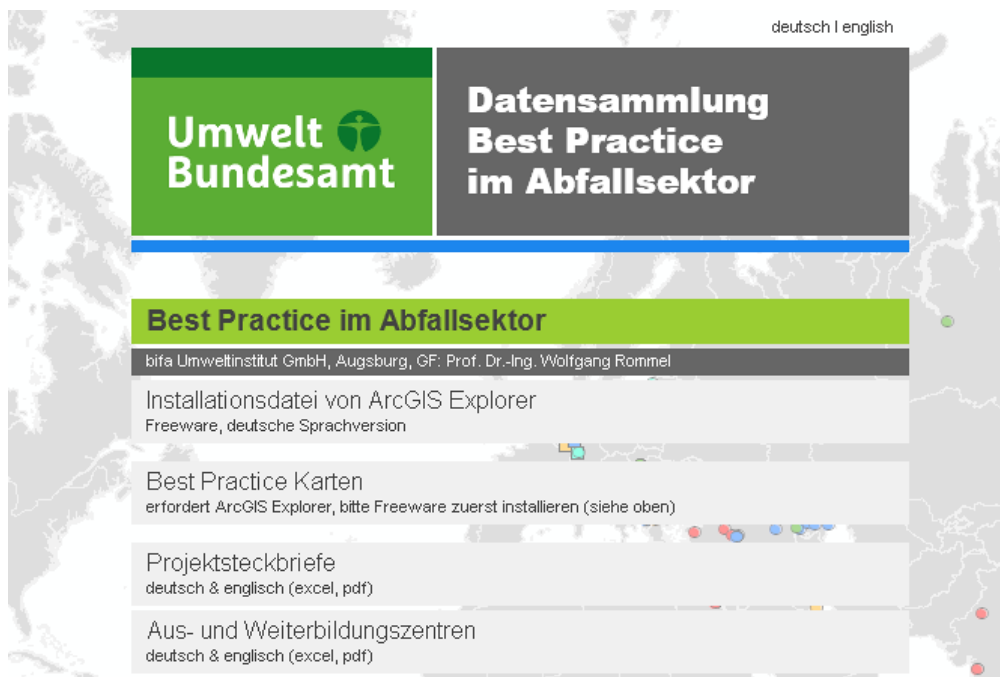 deutsch l english
Umwelt
Bundesamt
Datensammlung
Best Practice
im Abfallsektor
Best Practice im Abfallsektor
bifa Umweltinstitut GmbH, Augsburg, GF: Prof. Dr.-Ing. Wolfgang Rommel
Installationsdatei von ArcGIS Explorer
Freeware, deutsche Sprachversion
Best Practice Karten
erfordert ArcGIS Explorer, bitte Freeware zuerst installieren (siehe oben)
Projektsteckbriefe
deutsch & englisch (excel, pdf)
Aus- und Weiterbildungszentren
deutsch & englisch (excel, pdf)